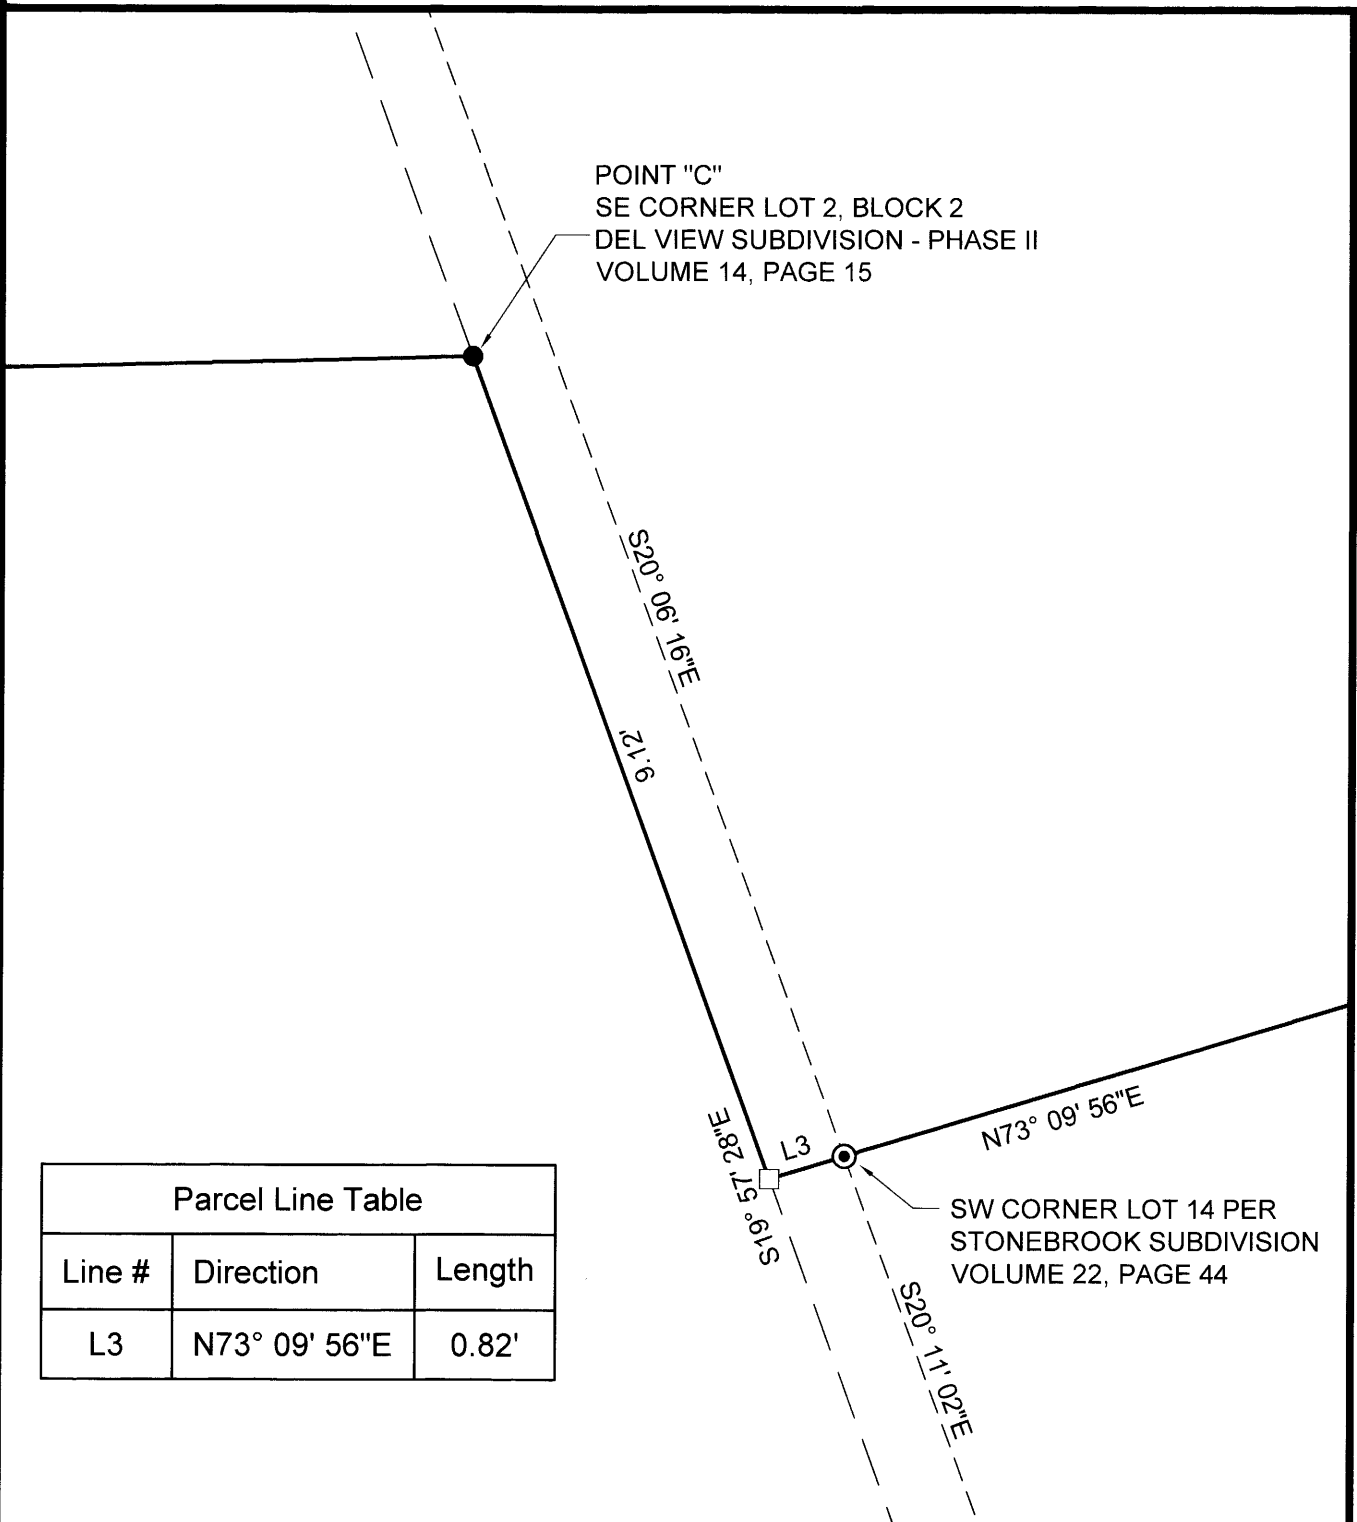 POINT "C"
SE CORNER LOT 2, BLOCK 2
DEL VIEW SUBDIVISION - PHASE II
VOLUME 14, PAGE 15
S20° 06' 16"E
9.12'
S19° 57' 28"E
L3
N73° 09' 56"E
SW CORNER LOT 14 PER
STONEBROOK SUBDIVISION
VOLUME 22, PAGE 44
S20° 11' 02"E
Parcel Line Table
Line # Direction Length
L3 N73° 09' 56"E 0.82'